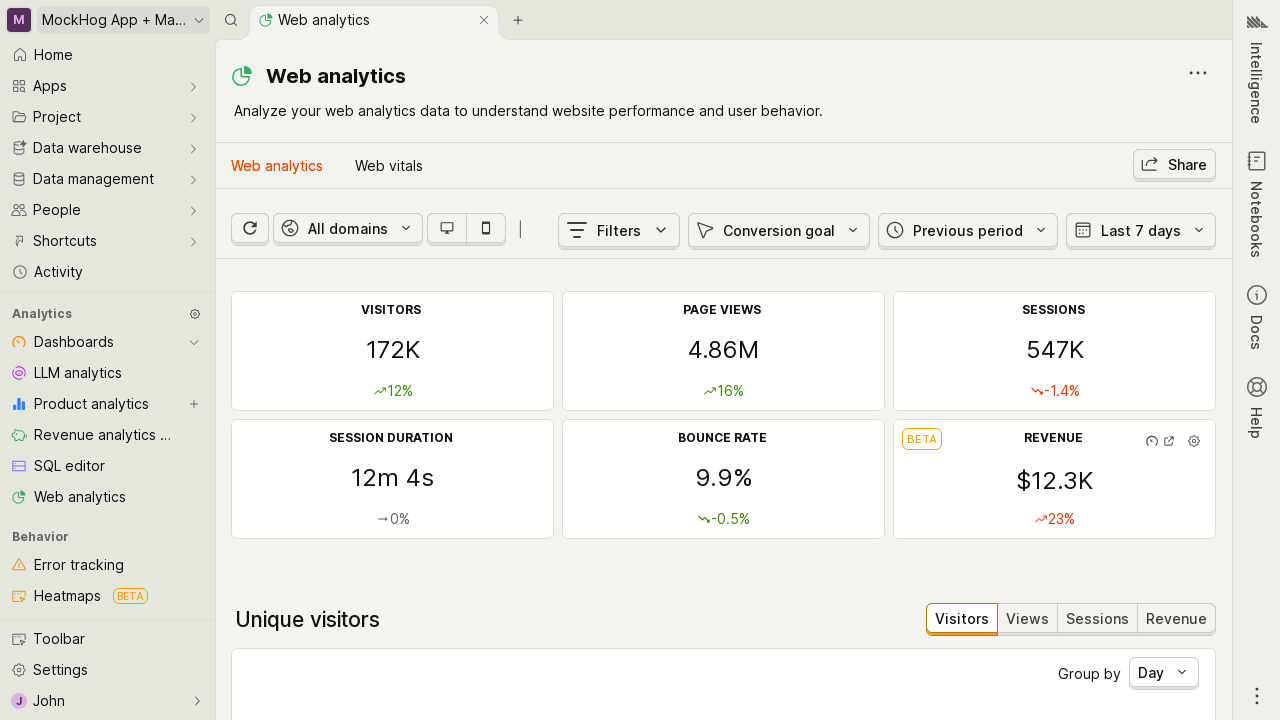 M MockHog App + Ma...
Web analytics
Home
Apps
Project
Data warehouse
Data management
People
Shortcuts
Activity
Analytics
Dashboards
LLM analytics
Product analytics
Revenue analytics ...
SQL editor
Web analytics
Behavior
Error tracking
Heatmaps BETA
Toolbar
Settings
J John
Web analytics
Analyze your web analytics data to understand website performance and user behavior.
Web analytics Web vitals Share
All domains Filters Conversion goal Previous period Last 7 days
VISITORS
172K
12%
PAGE VIEWS
4.86M
16%
SESSIONS
547K
-1.4%
SESSION DURATION
12m 4s
0%
BOUNCE RATE
9.9%
-0.5%
BETA REVENUE
$12.3K
23%
Unique visitors Visitors Views Sessions Revenue
Group by Day
Intelligence
Notebooks
Docs
Help